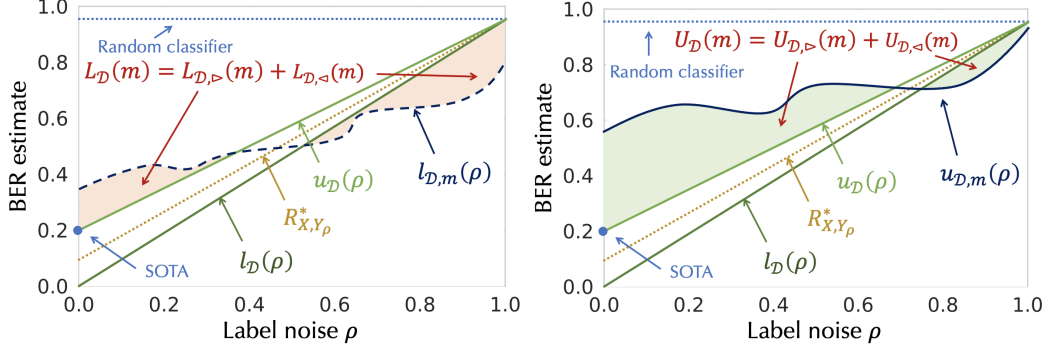 1.0
0.8
0.6
0.4
0.2
0.0
BER estimate
Random classifier
L_D(m) = L_{D,▹}(m) + L_{D,◃}(m)
u_D(ρ)
l_{D,m}(ρ)
R*_{X,Y_ρ}
l_D(ρ)
SOTA
0.0 0.2 0.4 0.6 0.8 1.0
Label noise ρ
1.0
0.8
0.6
0.4
0.2
0.0
BER estimate
U_D(m) = U_{D,▹}(m) + U_{D,◃}(m)
Random classifier
u_D(ρ)
u_{D,m}(ρ)
R*_{X,Y_ρ}
l_D(ρ)
SOTA
0.0 0.2 0.4 0.6 0.8 1.0
Label noise ρ